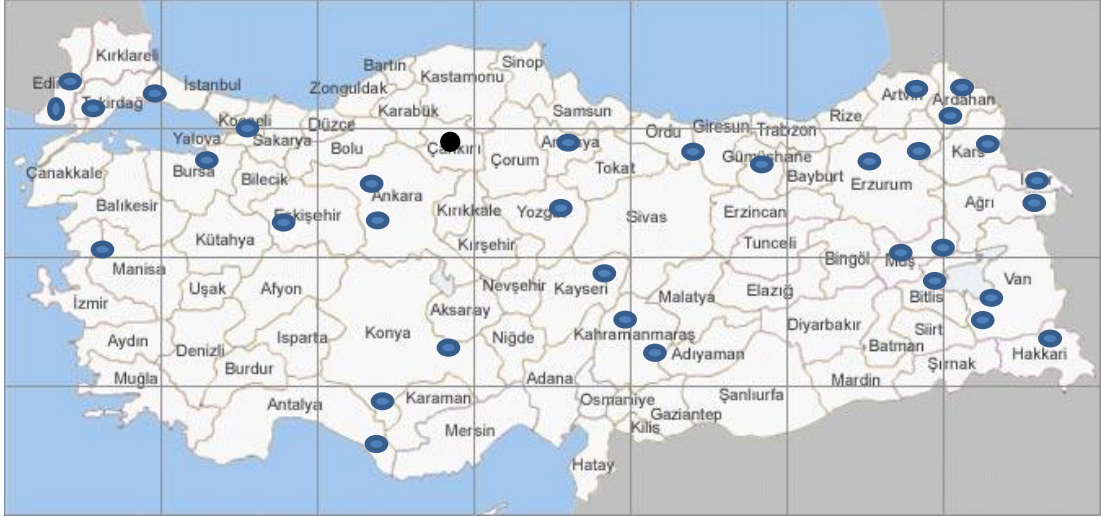 Kırklareli
Edir
Tekirdağ
İstanbul
Kocaeli
Yalova
Sakarya
Düzce
Zonguldak
Bartın
Karabük
Kastamonu
Sinop
Samsun
Ordu
Giresun
Trabzon
Rize
Artvin
Ardahan
Çanakkale
Bursa
Bilecik
Bolu
Çankırı
Çorum
Amasya
Tokat
Gümüşhane
Bayburt
Erzurum
Kars
Balıkesir
Eskişehir
Ankara
Kırıkkale
Yozgat
Sivas
Erzincan
Ağrı
Kütahya
Kırşehir
Tunceli
Bingöl
Muş
Manisa
İzmir
Uşak
Afyon
Aksaray
Nevşehir
Kayseri
Malatya
Elazığ
Bitlis
Van
Aydın
Denizli
Isparta
Burdur
Konya
Niğde
Kahramanmaraş
Adıyaman
Diyarbakır
Batman
Siirt
Şırnak
Hakkari
Muğla
Antalya
Karaman
Mersin
Adana
Osmaniye
Gaziantep
Kilis
Şanlıurfa
Mardin
Hatay